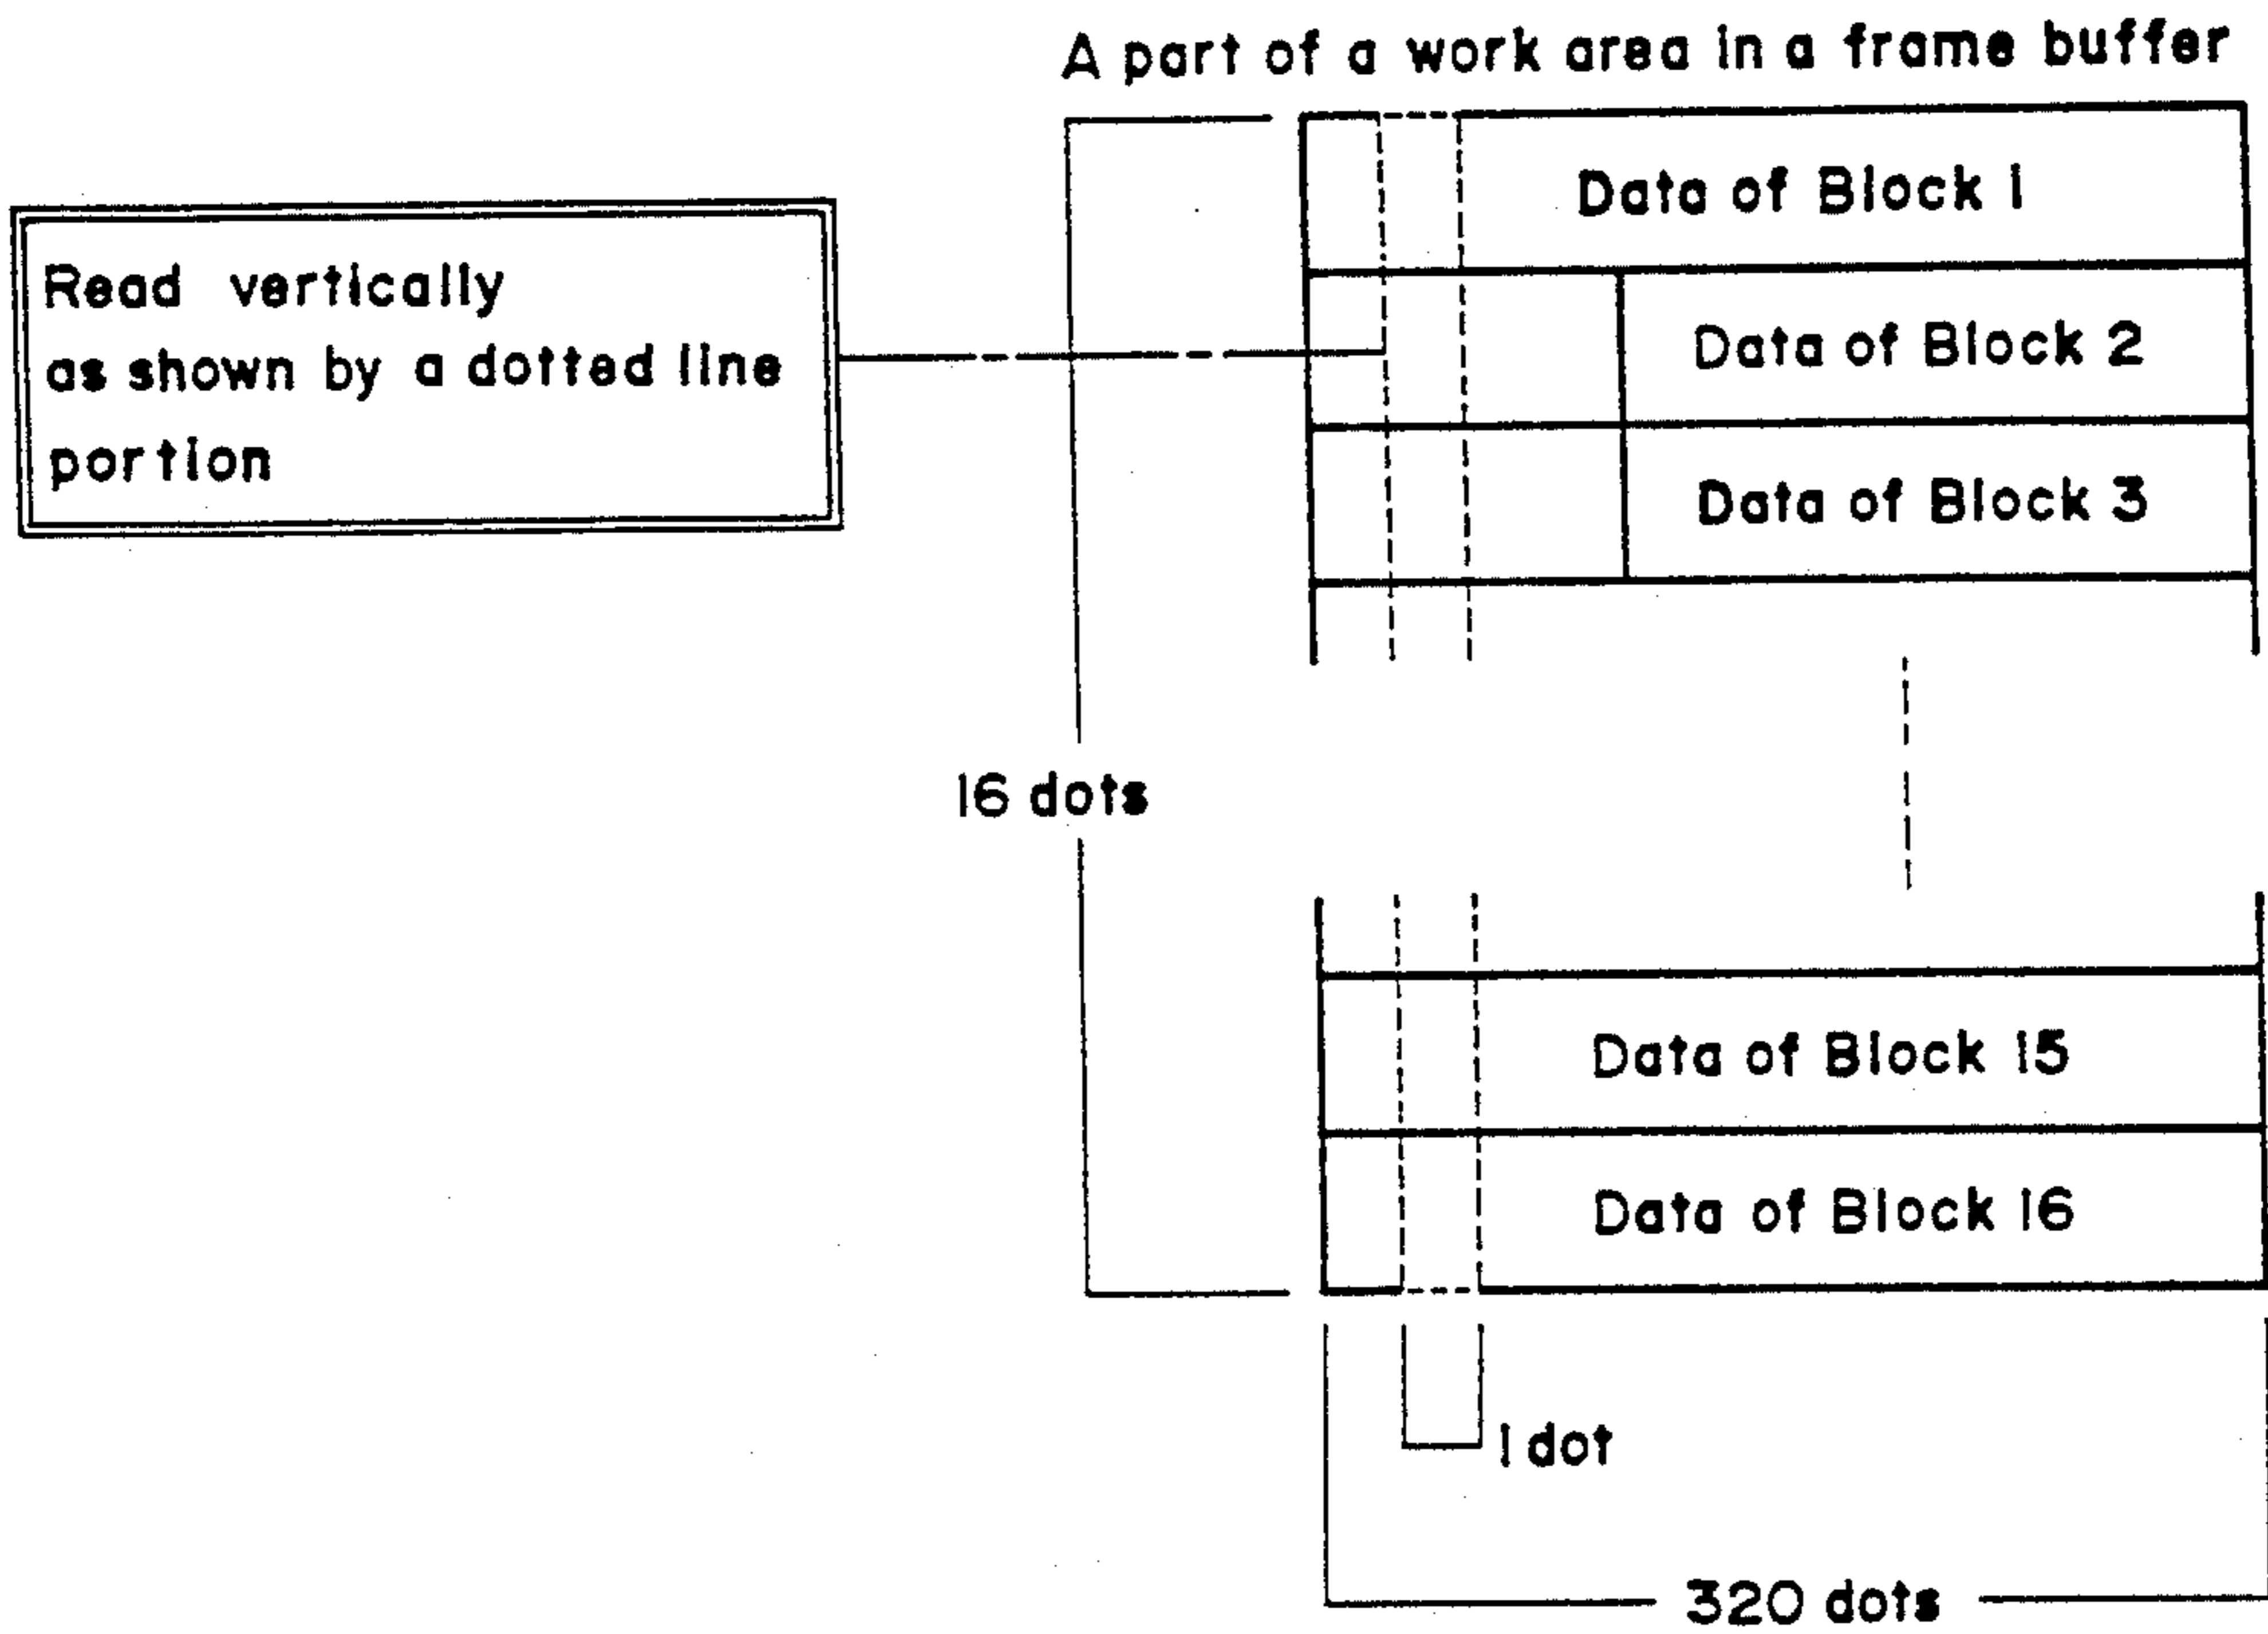 A part of a work area in a frame buffer
Read vertically
as shown by a dotted line
portion
Data of Block 1
Data of Block 2
Data of Block 3
16 dots
Data of Block 15
Data of Block 16
1 dot
320 dots